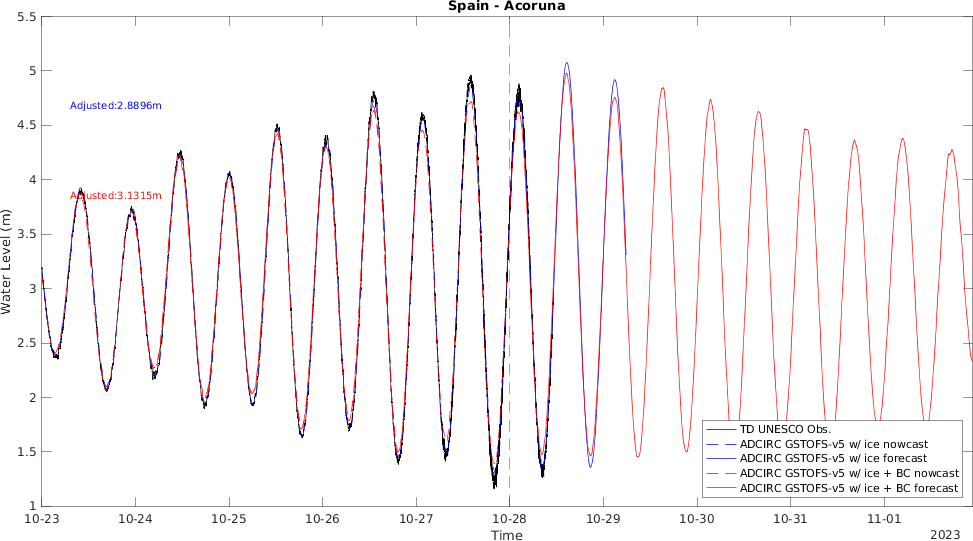 Spain - Acoruna
5.5
5
4.5
4
3.5
3
2.5
2
1.5
1
Water Level (m)
Adjusted:2.8896m
Adjusted:3.1315m
TD UNESCO Obs.
ADCIRC GSTOFS-v5 w/ ice nowcast
ADCIRC GSTOFS-v5 w/ ice forecast
ADCIRC GSTOFS-v5 w/ ice + BC nowcast
ADCIRC GSTOFS-v5 w/ ice + BC forecast
10-23 10-24 10-25 10-26 10-27 10-28 10-29 10-30 10-31 11-01
Time
2023